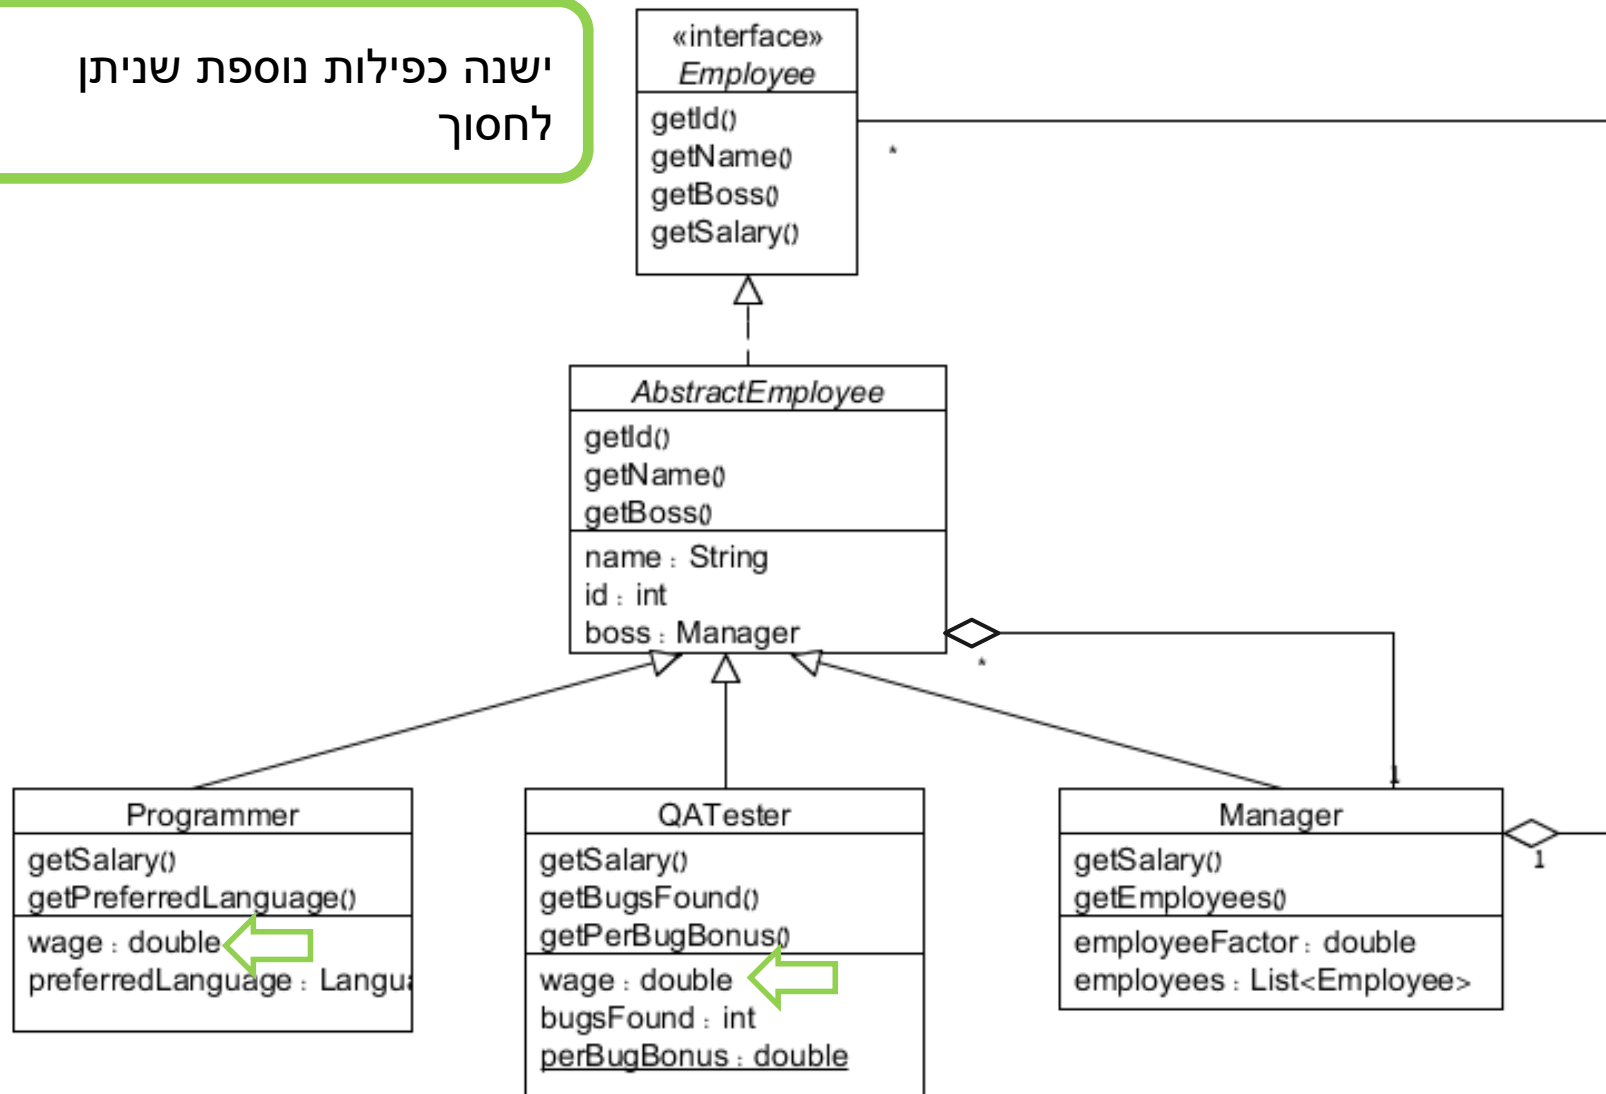 ישנה כפילות נוספת שניתן
לחסוך
«interface»
Employee
getId()
getName()
getBoss()
getSalary()
*
AbstractEmployee
getId()
getName()
getBoss()
name : String
id : int
boss : Manager
*
1
Programmer
getSalary()
getPreferredLanguage()
wage : double
preferredLanguage : Langua
QATester
getSalary()
getBugsFound()
getPerBugBonus()
wage : double
bugsFound : int
perBugBonus : double
Manager
getSalary()
getEmployees()
employeeFactor : double
employees : List<Employee>
1